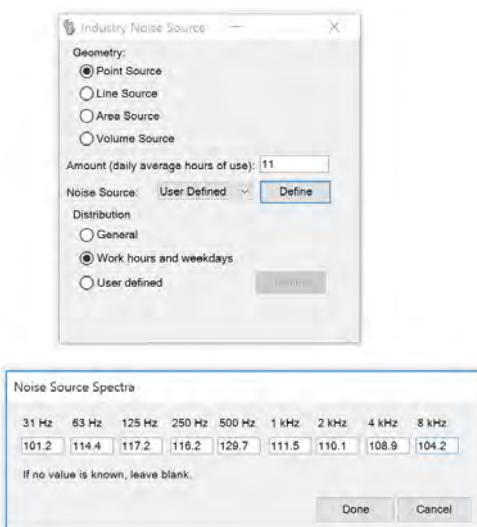 Industry Noise Source
Geometry:
Point Source
Line Source
Area Source
Volume Source
Amount (daily average hours of use): 11
Noise Source: User Defined Define
Distribution
General
Work hours and weekdays
User defined
Noise Source Spectra
31 Hz 63 Hz 125 Hz 250 Hz 500 Hz 1 kHz 2 kHz 4 kHz 8 kHz
101.2 114.4 117.2 116.2 129.7 111.5 110.1 108.9 104.2
If no value is known, leave blank.
Done Cancel